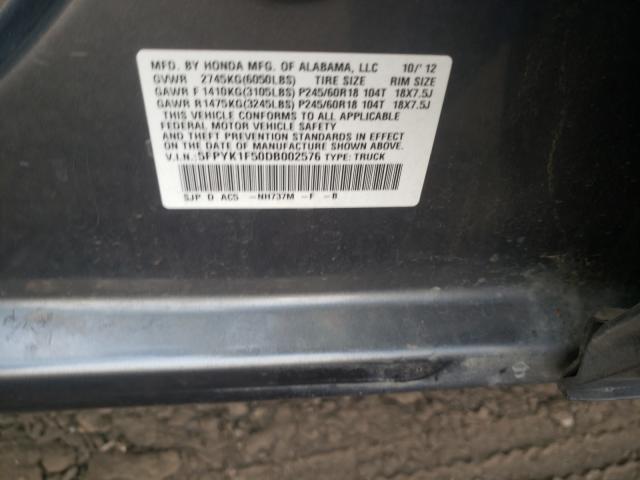 MFD. BY HONDA MFG. OF ALABAMA, LLC 10/'12
GVWR 2745KG(6050LBS) TIRE SIZE RIM SIZE
GAWR F 1410KG(3105LBS) P245/60R18 104T 18X7.5J
GAWR R 1475KG(3245LBS) P245/60R18 104T 18X7.5J
THIS VEHICLE CONFORMS TO ALL APPLICABLE
FEDERAL MOTOR VEHICLE SAFETY
AND THEFT PREVENTION STANDARDS IN EFFECT
ON THE DATE OF MANUFACTURE SHOWN ABOVE.
V.I.N.: 5FPYK1F50DB002576 TYPE: TRUCK
SJP 0 AC5 -NH737M -F -B